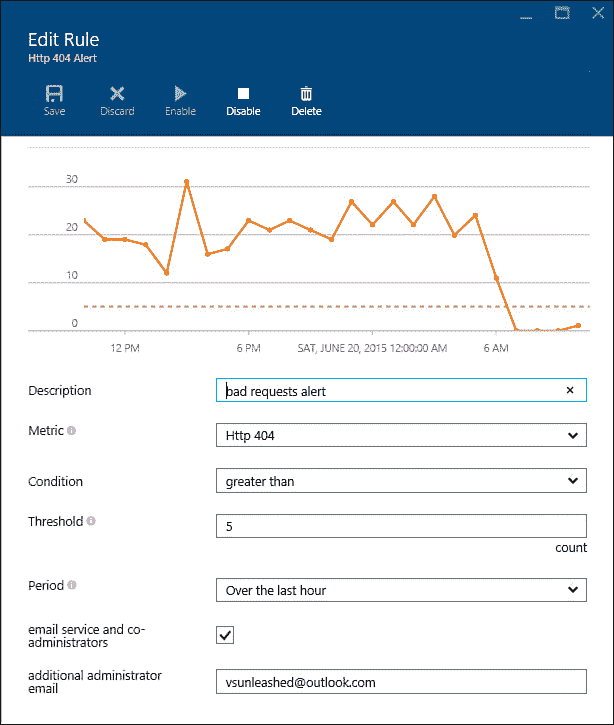 Edit Rule
Http 404 Alert
Save Discard Enable Disable Delete
30
20
10
0
12 PM 6 PM SAT, JUNE 20, 2015 12:00:00 AM 6 AM
Description bad requests alert
Metric Http 404
Condition greater than
Threshold 5
count
Period Over the last hour
email service and co-
administrators
additional administrator
email vsunleashed@outlook.com